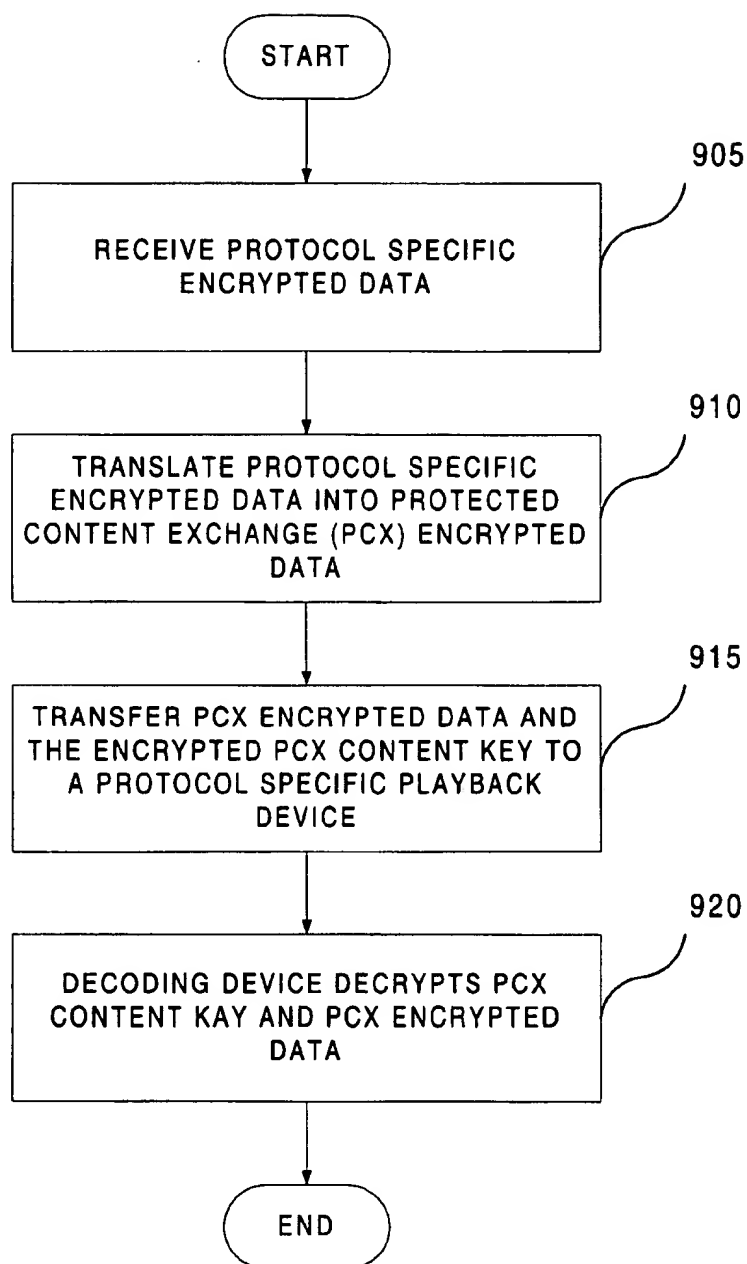 START
905
RECEIVE PROTOCOL SPECIFIC
ENCRYPTED DATA
910
TRANSLATE PROTOCOL SPECIFIC
ENCRYPTED DATA INTO PROTECTED
CONTENT EXCHANGE (PCX) ENCRYPTED
DATA
915
TRANSFER PCX ENCRYPTED DATA AND
THE ENCRYPTED PCX CONTENT KEY TO
A PROTOCOL SPECIFIC PLAYBACK
DEVICE
920
DECODING DEVICE DECRYPTS PCX
CONTENT KAY AND PCX ENCRYPTED
DATA
END